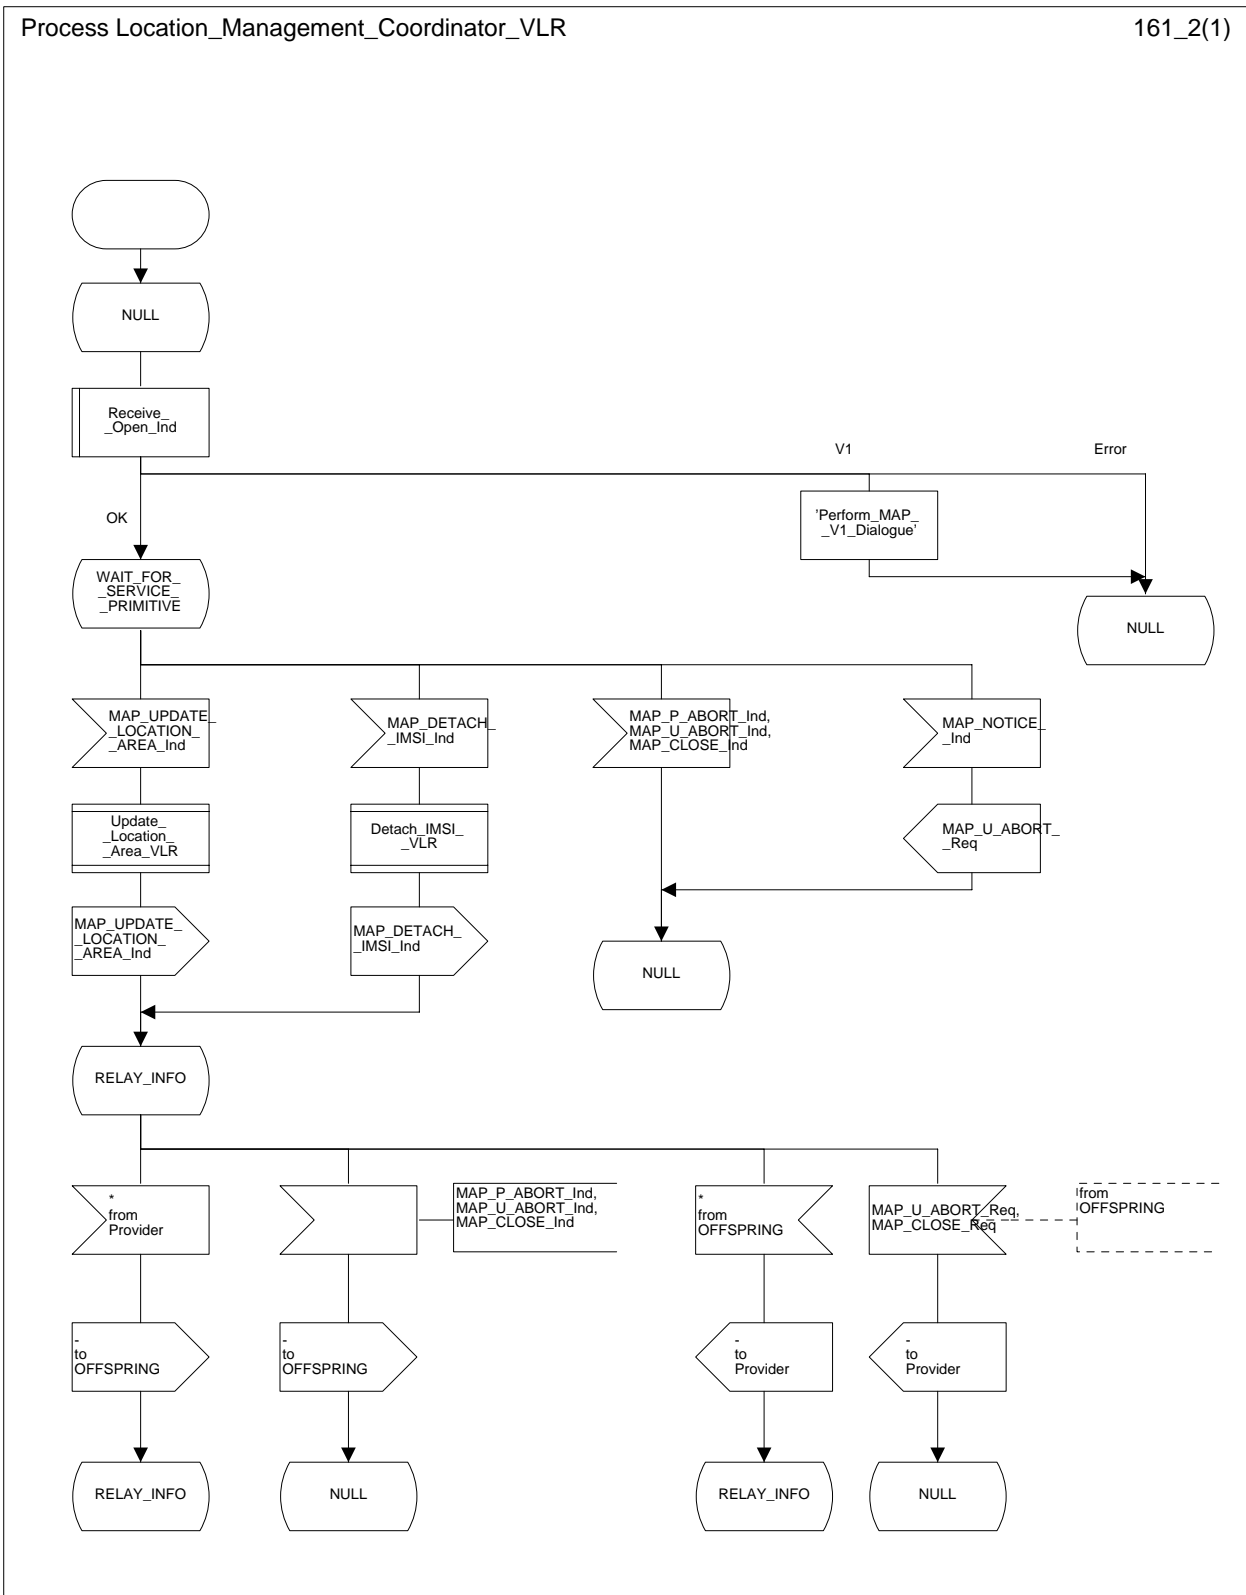 Process Location_Management_Coordinator_VLR
161_2(1)
NULL
Receive_
_Open_Ind
V1
Error
OK
'Perform_MAP_
_V1_Dialogue'
WAIT_FOR_
_SERVICE_
_PRIMITIVE
NULL
MAP_UPDATE_
_LOCATION_
_AREA_Ind
MAP_DETACH_
_IMSI_Ind
MAP_P_ABORT_Ind,
MAP_U_ABORT_Ind,
MAP_CLOSE_Ind
MAP_NOTICE_
_Ind
Update_
_Location_
_Area_VLR
Detach_IMSI_
_VLR
MAP_U_ABORT_
_Req
MAP_UPDATE_
_LOCATION_
_AREA_Ind
MAP_DETACH_
_IMSI_Ind
NULL
RELAY_INFO
*
from
Provider
MAP_P_ABORT_Ind,
MAP_U_ABORT_Ind,
MAP_CLOSE_Ind
*
from
OFFSPRING
MAP_U_ABORT_Req,
MAP_CLOSE_Req
from
OFFSPRING
-
to
OFFSPRING
-
to
OFFSPRING
-
to
Provider
-
to
Provider
RELAY_INFO
NULL
RELAY_INFO
NULL